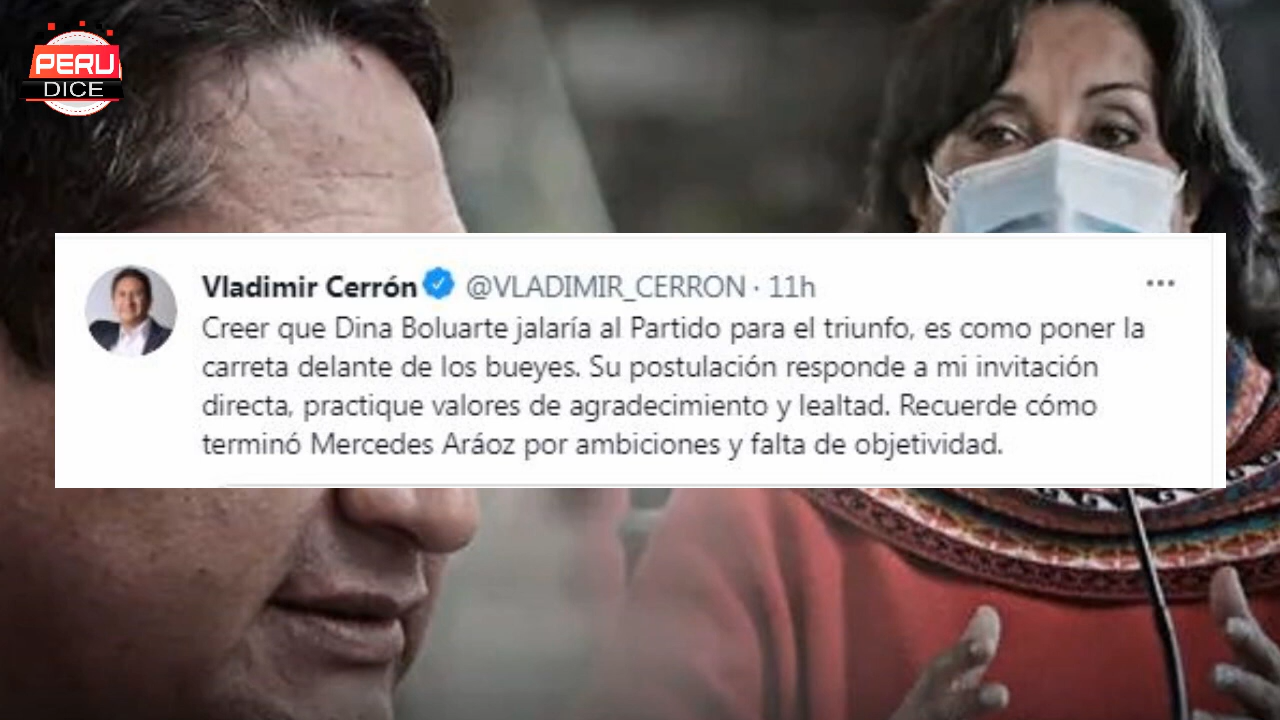 PERU
DICE
Vladimir Cerrón @VLADIMIR_CERRON · 11h
Creer que Dina Boluarte jalaría al Partido para el triunfo, es como poner la
carreta delante de los bueyes. Su postulación responde a mi invitación
directa, practique valores de agradecimiento y lealtad. Recuerde cómo
terminó Mercedes Aráoz por ambiciones y falta de objetividad.